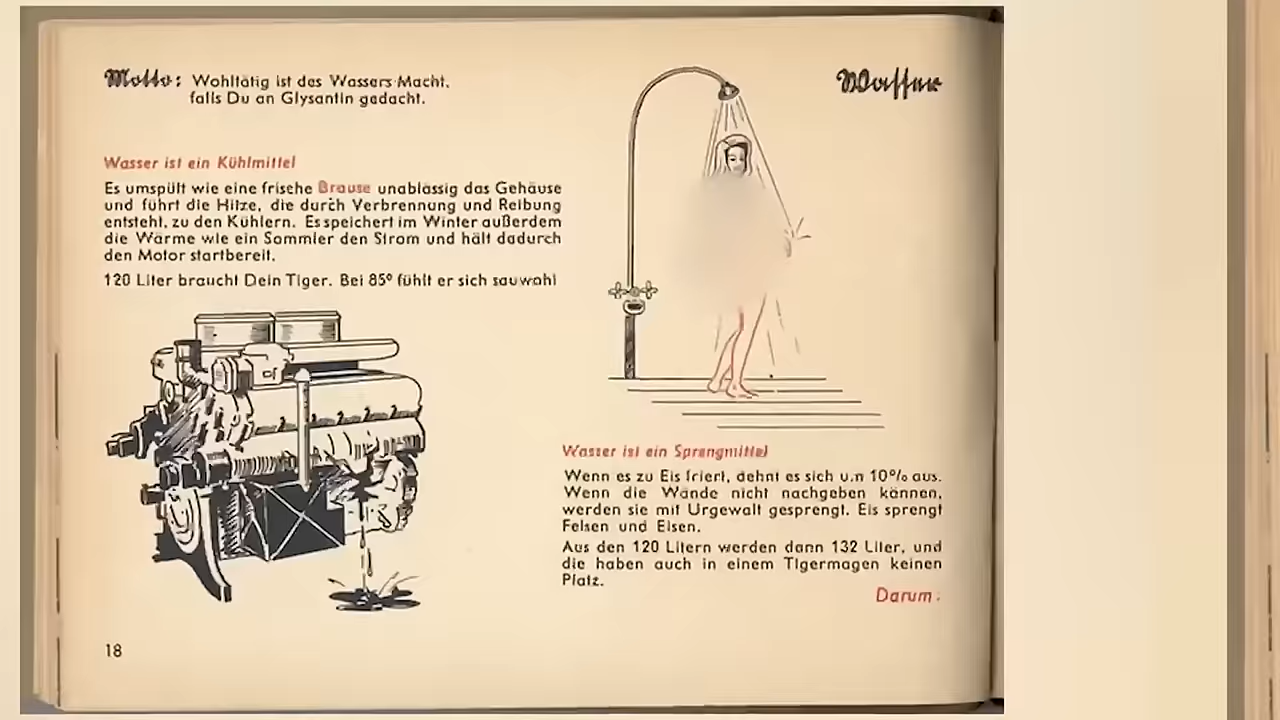 Motto: Wohltätig ist des Wassers Macht,
falls Du an Glysantin gedacht.
Wasser
Wasser ist ein Kühlmittel
Es umspült wie eine frische Brause unablässig das Gehäuse
und führt die Hitze, die durch Verbrennung und Reibung
entsteht, zu den Kühlern. Es speichert im Winter außerdem
die Wärme wie ein Sammler den Strom und hält dadurch
den Motor startbereit.
120 Liter braucht Dein Tiger. Bei 85° fühlt er sich sauwohl
Wasser ist ein Sprengmittel
Wenn es zu Eis friert, dehnt es sich um 10% aus.
Wenn die Wände nicht nachgeben können,
werden sie mit Urgewalt gesprengt. Eis sprengt
Felsen und Eisen.
Aus den 120 Litern werden dann 132 Liter, und
die haben auch in einem Tigermagen keinen
Platz.
Darum:
18